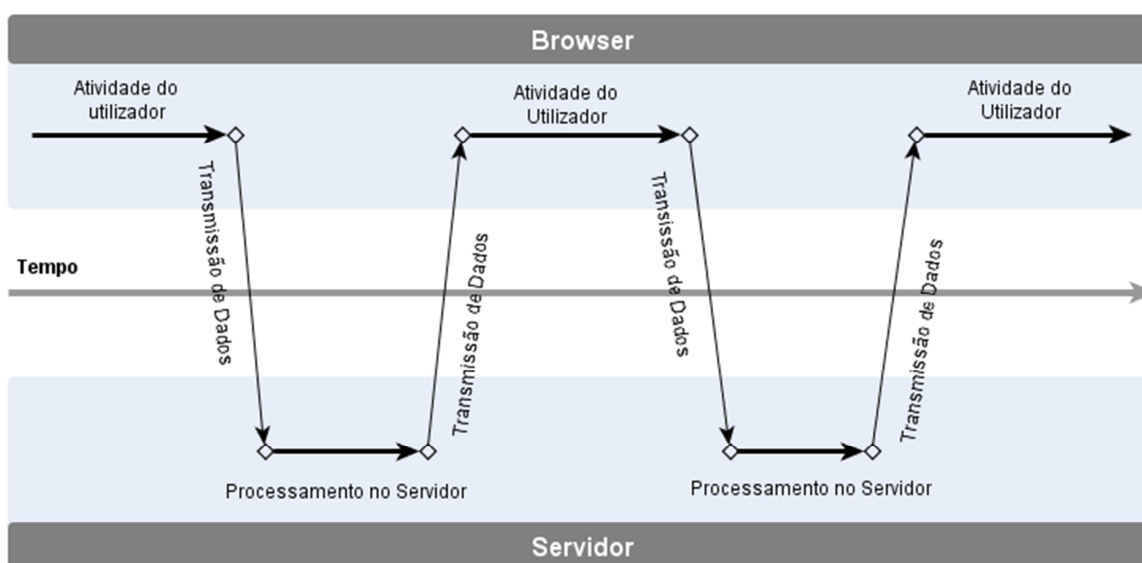 Browser
Atividade do
utilizador
Atividade do
Utilizador
Atividade do
Utilizador
Transmissão de Dados
Transmissão de Dados
Transissão de Dados
Transmissão de Dados
Tempo
Processamento no Servidor
Processamento no Servidor
Servidor